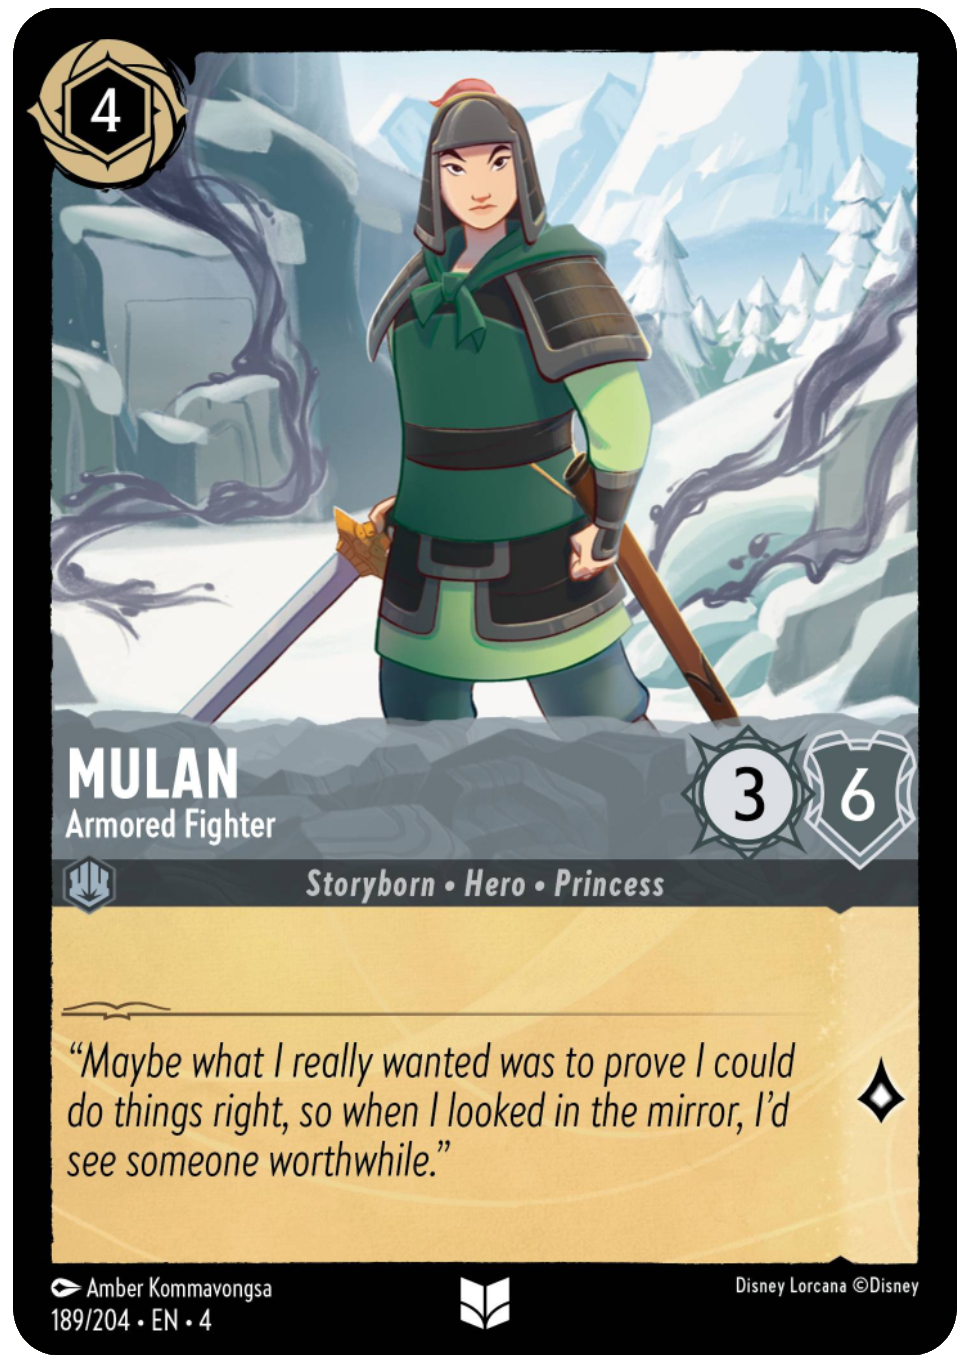 4
MULAN
Armored Fighter
3
6
Storyborn • Hero • Princess
“Maybe what I really wanted was to prove I could
do things right, so when I looked in the mirror, I’d
see someone worthwhile.”
Amber Kommavongsa
189/204 • EN • 4
Disney Lorcana ©Disney